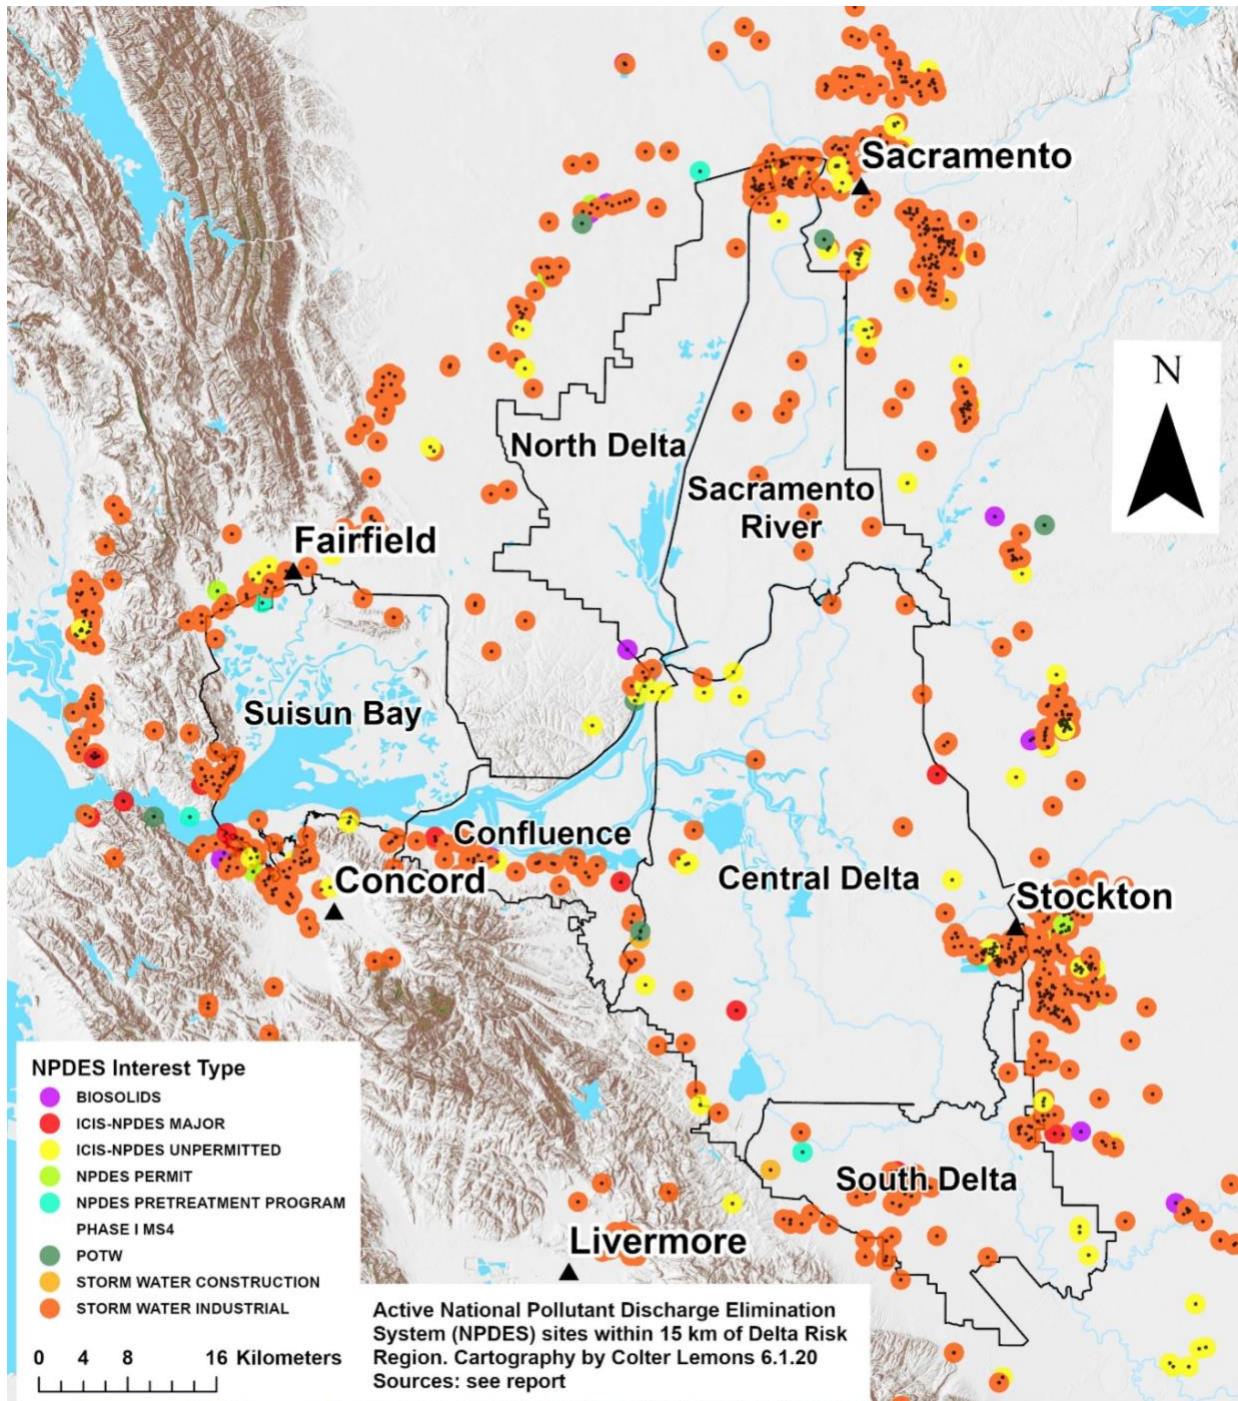 Sacramento
N
North Delta
Sacramento
River
Fairfield
Suisun Bay
Confluence
Concord
Central Delta
Stockton
South Delta
Livermore
NPDES Interest Type
BIOSOLIDS
ICIS-NPDES MAJOR
ICIS-NPDES UNPERMITTED
NPDES PERMIT
NPDES PRETREATMENT PROGRAM
PHASE I MS4
POTW
STORM WATER CONSTRUCTION
STORM WATER INDUSTRIAL
0 4 8 16 Kilometers
Active National Pollutant Discharge Elimination
System (NPDES) sites within 15 km of Delta Risk
Region. Cartography by Colter Lemons 6.1.20
Sources: see report